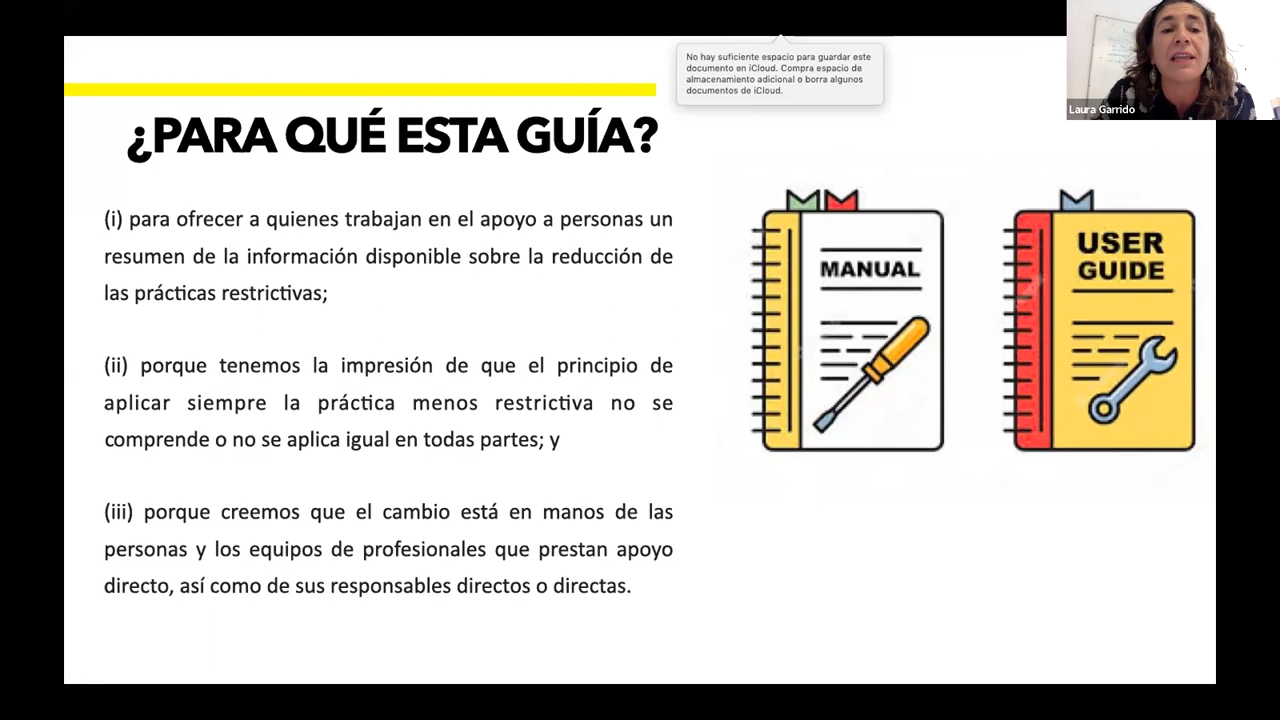 No hay suficiente espacio para guardar este
documento en iCloud. Compra espacio de
almacenamiento adicional o borra algunos
documentos de iCloud.
Laura Garrido
¿PARA QUÉ ESTA GUÍA?
(i) para ofrecer a quienes trabajan en el apoyo a personas un
resumen de la información disponible sobre la reducción de
las prácticas restrictivas;
(ii) porque tenemos la impresión de que el principio de
aplicar siempre la práctica menos restrictiva no se
comprende o no se aplica igual en todas partes; y
(iii) porque creemos que el cambio está en manos de las
personas y los equipos de profesionales que prestan apoyo
directo, así como de sus responsables directos o directas.
MANUAL
USER
GUIDE